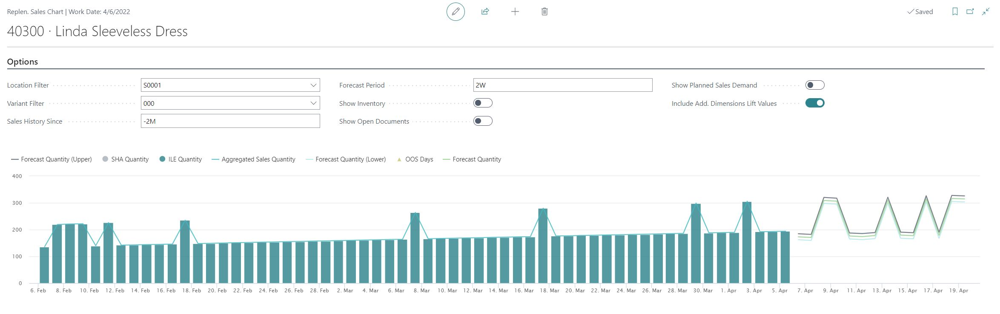 Replen. Sales Chart | Work Date: 4/6/2022
Saved
40300 · Linda Sleeveless Dress
Options
Location Filter
S0001
Forecast Period
2W
Show Planned Sales Demand
Variant Filter
000
Show Inventory
Include Add. Dimensions Lift Values
Sales History Since
-2M
Show Open Documents
Forecast Quantity (Upper)
SHA Quantity
ILE Quantity
Aggregated Sales Quantity
Forecast Quantity (Lower)
OOS Days
Forecast Quantity
400
300
200
100
0
6. Feb
8. Feb
10. Feb
12. Feb
14. Feb
16. Feb
18. Feb
20. Feb
22. Feb
24. Feb
26. Feb
28. Feb
2. Mar
4. Mar
6. Mar
8. Mar
10. Mar
12. Mar
14. Mar
16. Mar
18. Mar
20. Mar
22. Mar
24. Mar
26. Mar
28. Mar
30. Mar
1. Apr
3. Apr
5. Apr
7. Apr
9. Apr
11. Apr
13. Apr
15. Apr
17. Apr
19. Apr